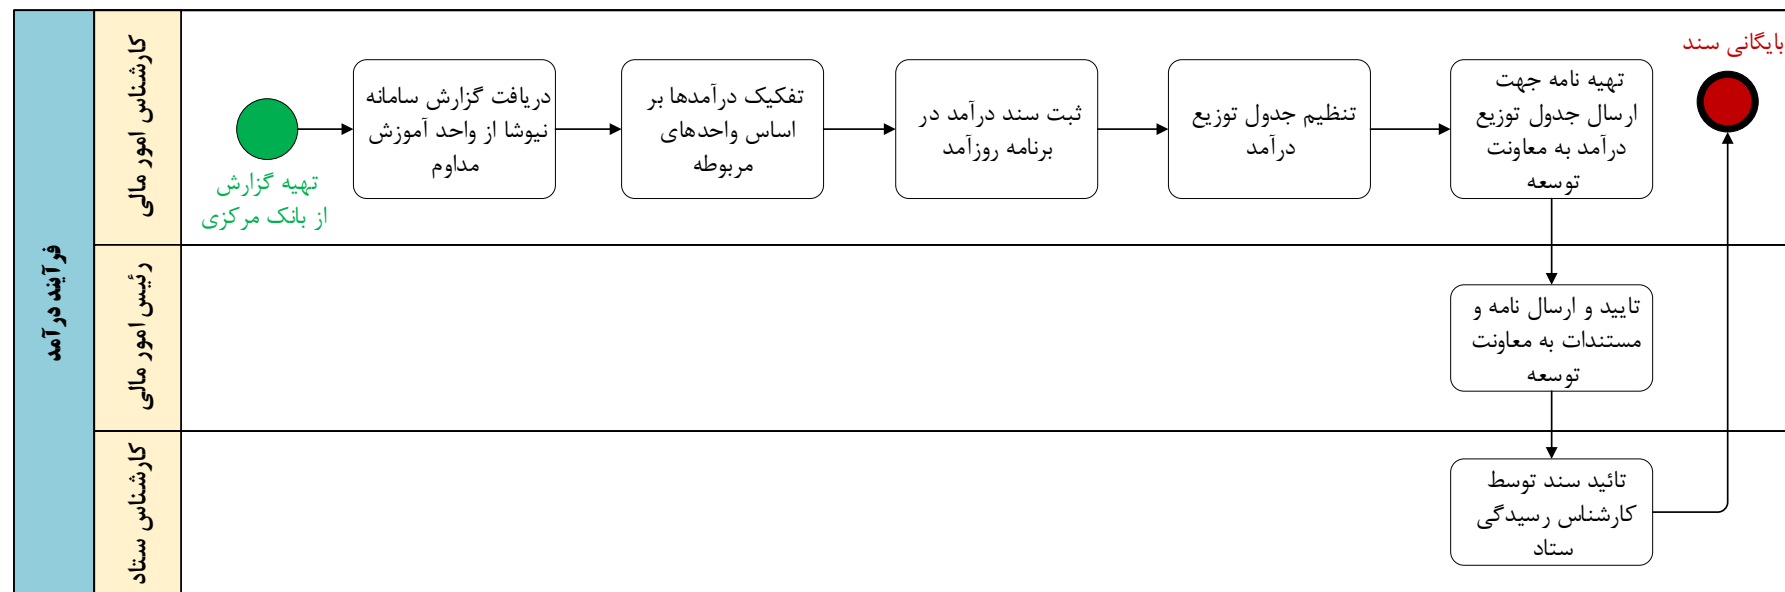 فرآیند درآمد
کارشناس امور مالی
تهیه گزارش
از بانک مرکزی
دریافت گزارش سامانه
نیوشا از واحد آموزش
مداوم
تفکیک درآمدها بر
اساس واحدهای
مربوطه
ثبت سند درآمد در
برنامه روزآمد
تنظیم جدول توزیع
درآمد
تهیه نامه جهت
ارسال جدول توزیع
درآمد به معاونت
توسعه
بایگانی سند
رئیس امور مالی
تایید و ارسال نامه و
مستندات به معاونت
توسعه
کارشناس ستاد
تائید سند توسط
کارشناس رسیدگی
ستاد